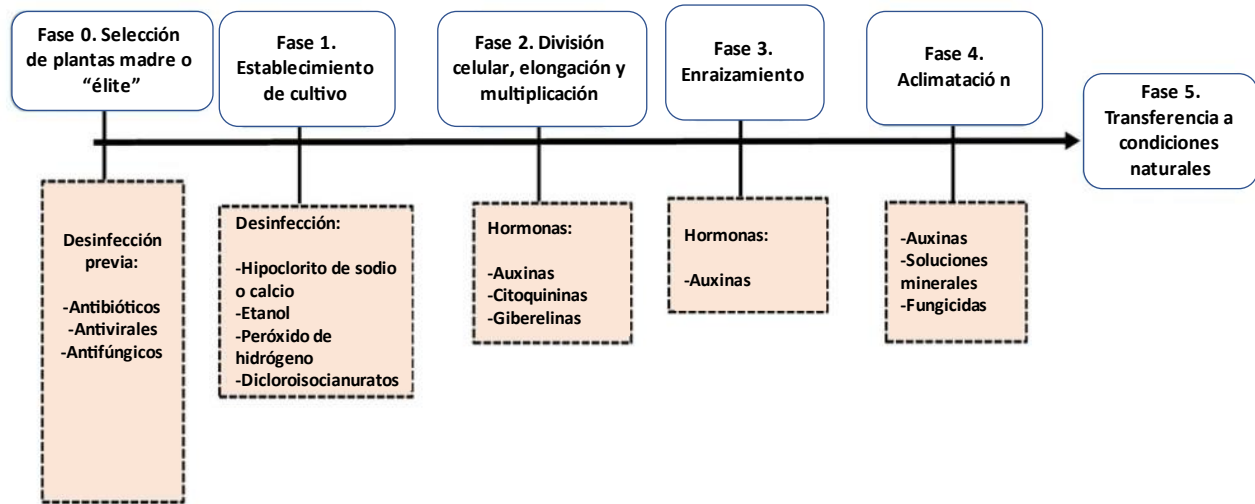 Fase 0. Selección
de plantas madre o
“élite”
Fase 1.
Establecimiento
de cultivo
Fase 2. División
celular, elongación y
multiplicación
Fase 3.
Enraizamiento
Fase 4.
Aclimatació n
Fase 5.
Transferencia a
condiciones
naturales
Desinfección
previa:
-Antibióticos
-Antivirales
-Antifúngicos
Desinfección:
-Hipoclorito de sodio
o calcio
-Etanol
-Peróxido de
hidrógeno
-Dicloroisocianuratos
Hormonas:
-Auxinas
-Citoquininas
-Giberelinas
Hormonas:
-Auxinas
-Auxinas
-Soluciones
minerales
-Fungicidas